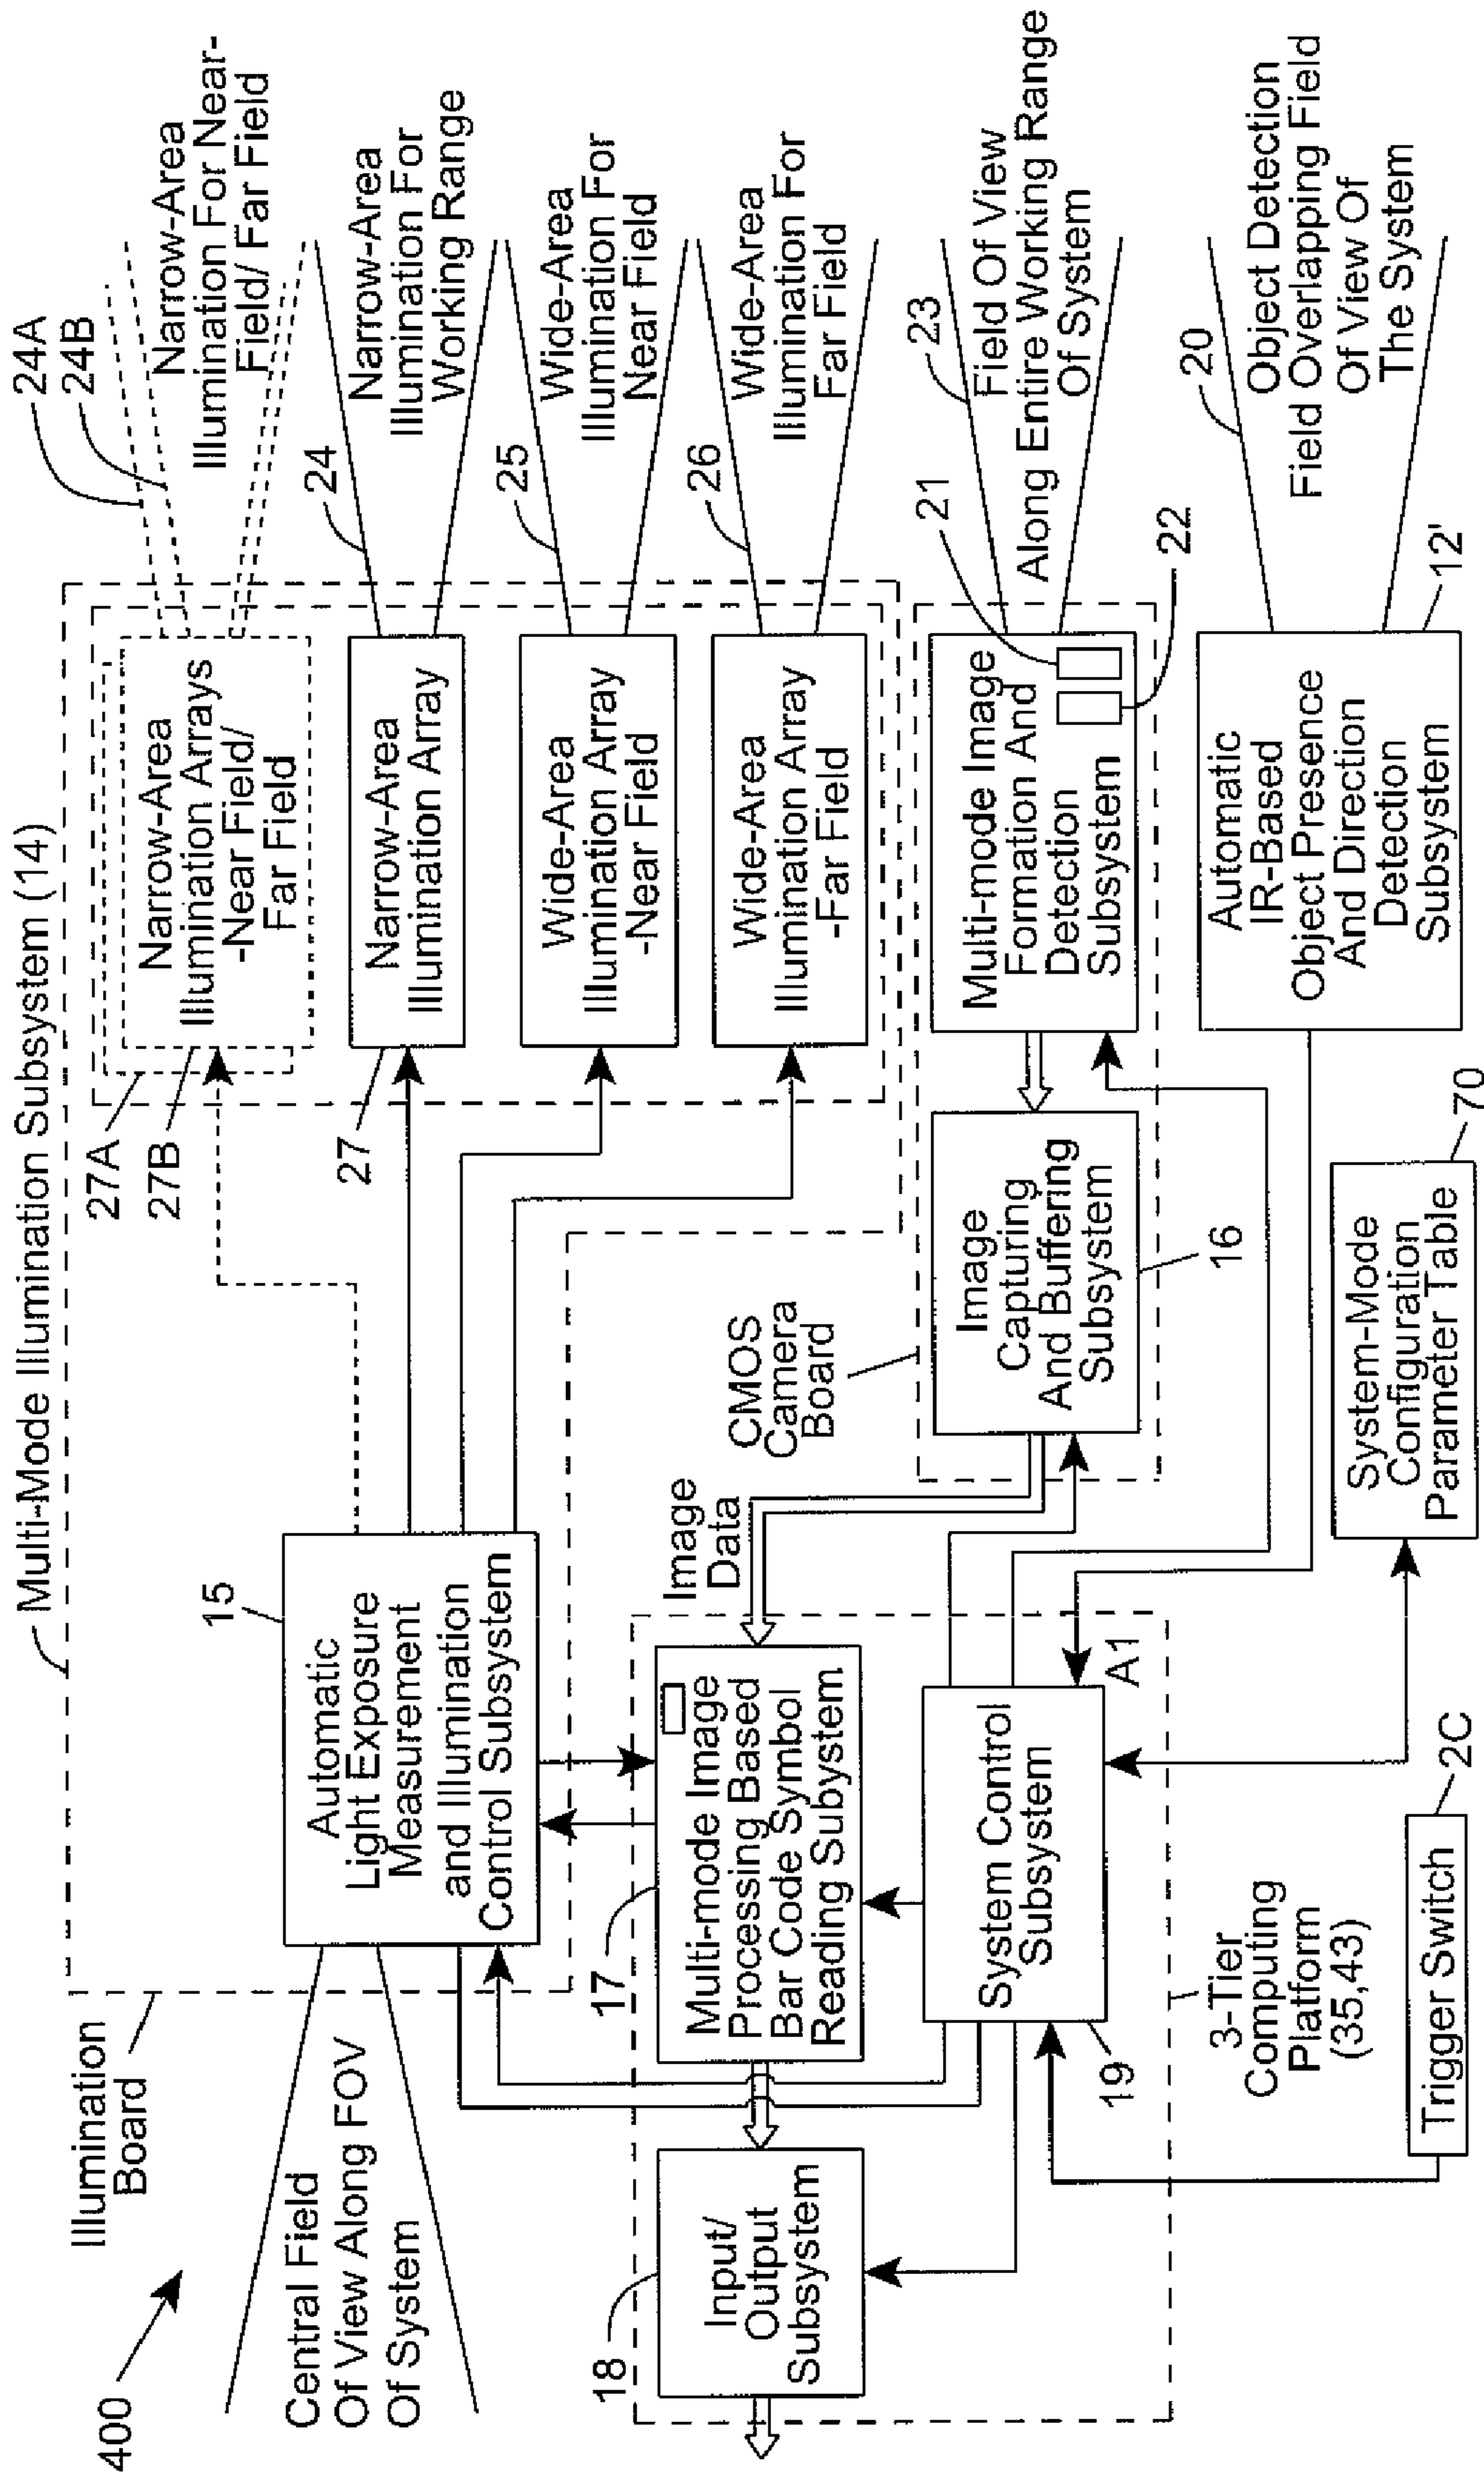 Multi-Mode Illumination Subsystem (14)
Illumination
Board
400
Central Field
Of View Along FOV
Of System
15
Automatic
Light Exposure
Measurement
and Illumination
Control Subsystem
27A
27B
Narrow-Area
Illumination Arrays
-Near Field/
Far Field
24A
24B
Narrow-Area
Illumination For Near-
Field/ Far Field
27
Narrow-Area
Illumination Array
24
Narrow-Area
Illumination For
Working Range
Wide-Area
Illumination Array
-Near Field
25
Wide-Area
Illumination For
Near Field
Wide-Area
Illumination Array
-Far Field
26
Wide-Area
Illumination For
Far Field
18
Input/
Output
Subsystem
17
Multi-mode Image
Processing Based
Bar Code Symbol
Reading Subystem
Image
Data
CMOS
Camera
Board
Image
Capturing
And Buffering
Subsystem
16
Multi-mode Image
Formation And
Detection
Subsystem
21
22
23
Field Of View
Along Entire Working Range
Of System
19
System Control
Subsystem
A1
3-Tier
Computing
Platform
(35,43)
Trigger Switch
2C
System-Mode
Configuration
Parameter Table
70
Automatic
IR-Based
Object Presence
And Direction
Detection
Subsystem
12'
20
Object Detection
Field Overlapping Field
Of View Of
The System